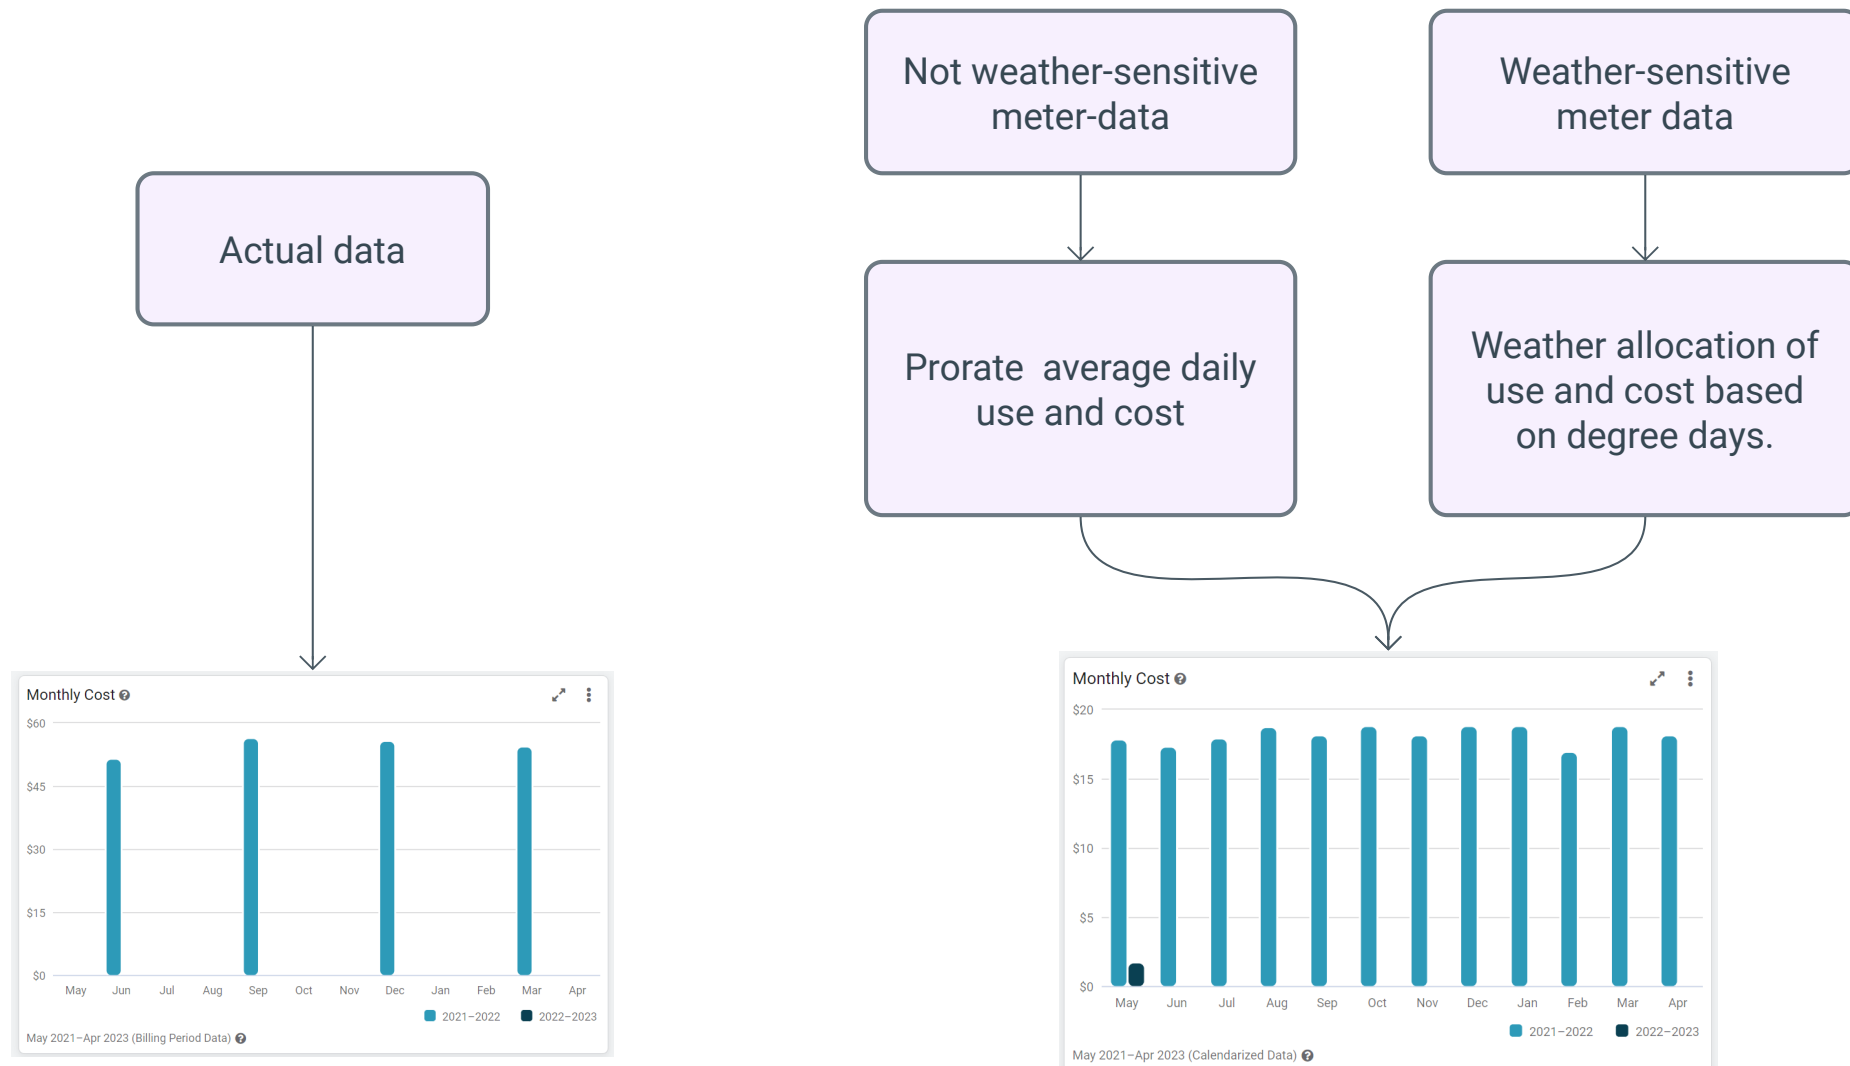 Actual data
Monthly Cost
$60
$45
$30
$15
$0
May Jun Jul Aug Sep Oct Nov Dec Jan Feb Mar Apr
2021–2022 2022–2023
May 2021–Apr 2023 (Billing Period Data)
Not weather-sensitive
meter-data
Prorate  average daily
use and cost
Weather-sensitive
meter data
Weather allocation of
use and cost based
on degree days.
Monthly Cost
$20
$15
$10
$5
$0
May Jun Jul Aug Sep Oct Nov Dec Jan Feb Mar Apr
2021–2022 2022–2023
May 2021–Apr 2023 (Calendarized Data)